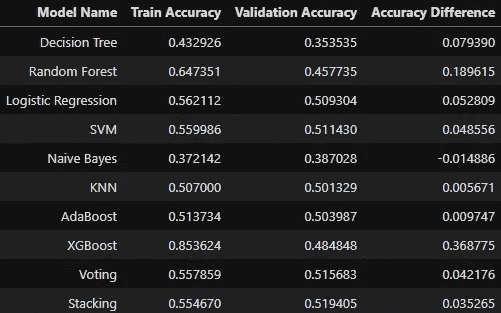 Model Name Train Accuracy Validation Accuracy Accuracy Difference
Decision Tree 0.432926 0.353535 0.079390
Random Forest 0.647351 0.457735 0.189615
Logistic Regression 0.562112 0.509304 0.052809
SVM 0.559986 0.511430 0.048556
Naive Bayes 0.372142 0.387028 -0.014886
KNN 0.507000 0.501329 0.005671
AdaBoost 0.513734 0.503987 0.009747
XGBoost 0.853624 0.484848 0.368775
Voting 0.557859 0.515683 0.042176
Stacking 0.554670 0.519405 0.035265